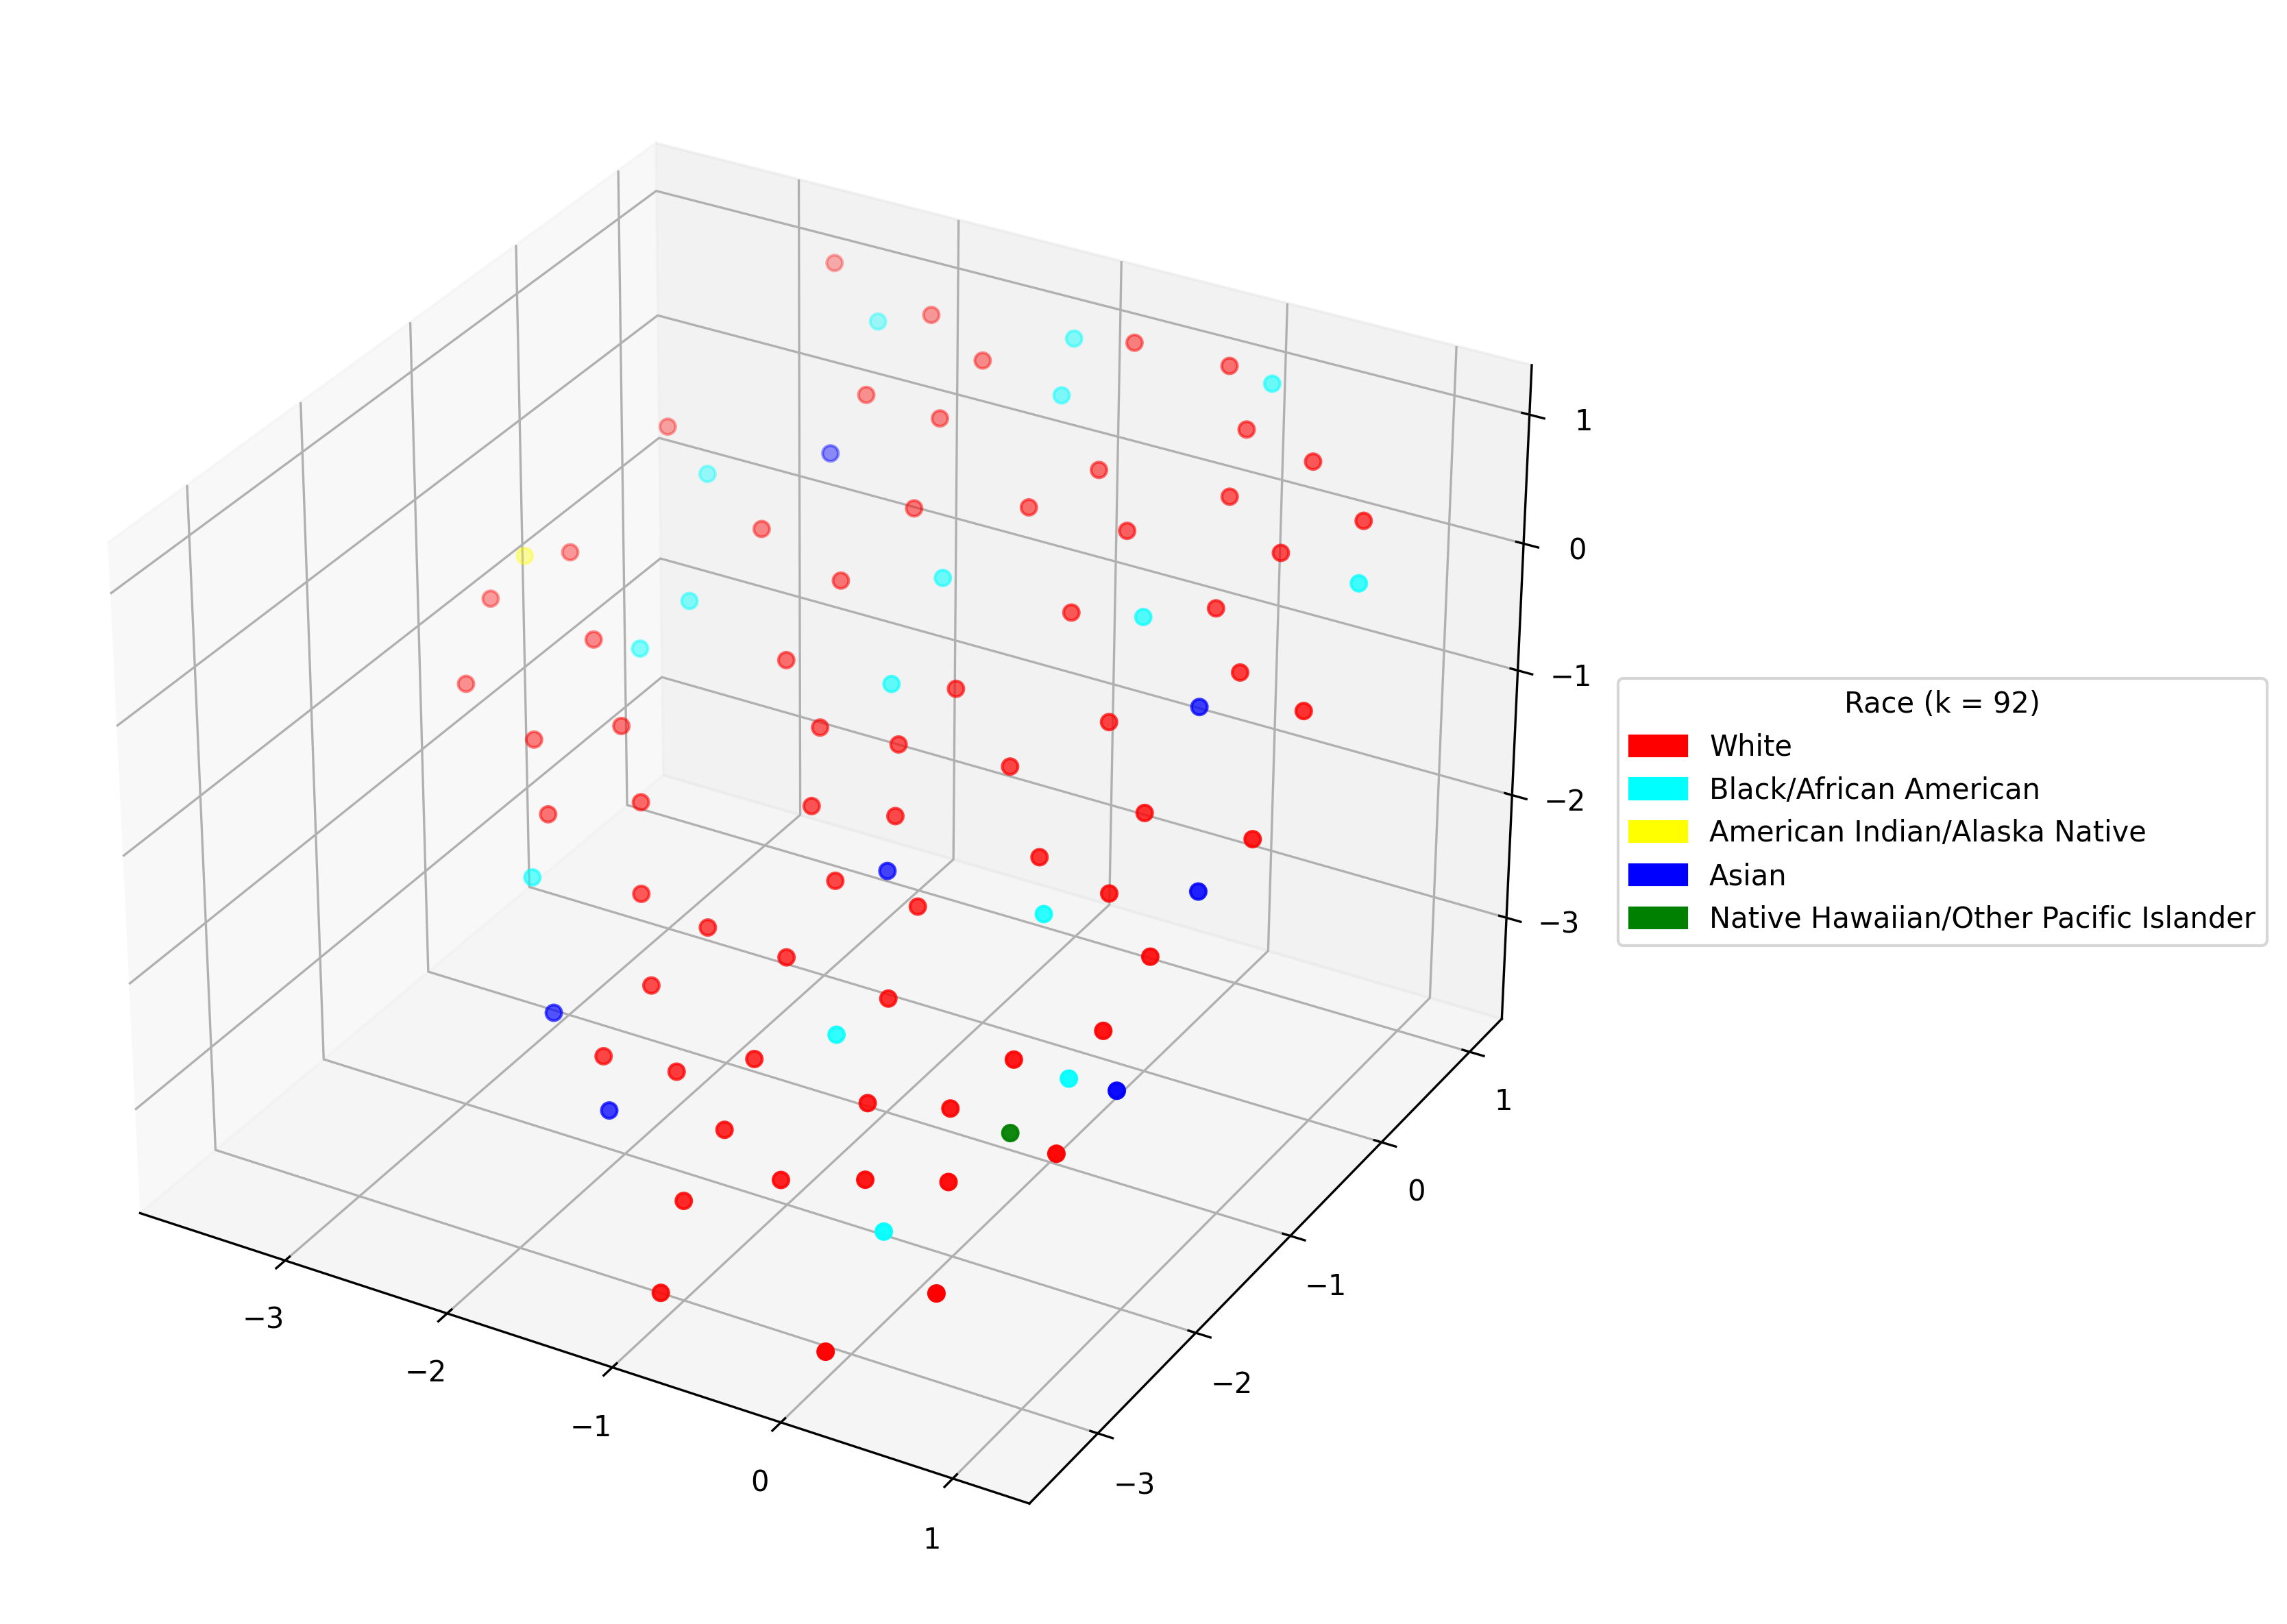 1
0
−1
−2
−3
Race (k = 92)
White
Black/African American
American Indian/Alaska Native
Asian
Native Hawaiian/Other Pacific Islander
1
0
−1
−2
−3
−3
−2
−1
0
1